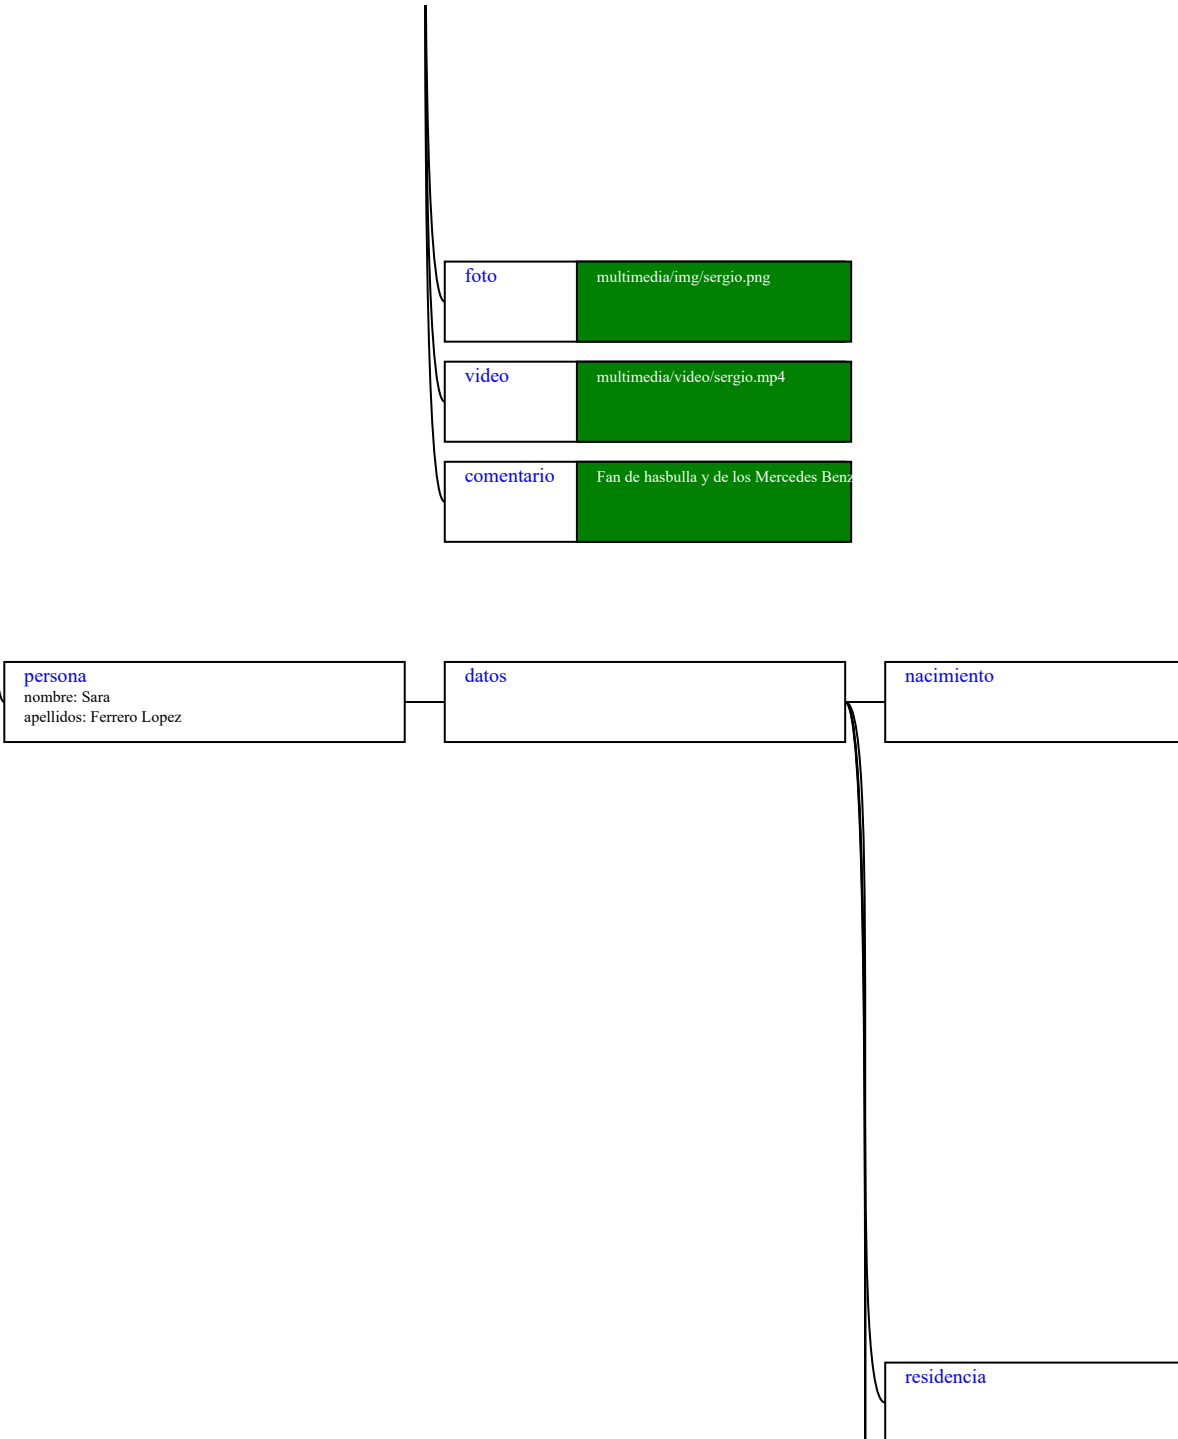 foto
multimedia/img/sergio.png
video
multimedia/video/sergio.mp4
comentario
Fan de hasbulla y de los Mercedes Benz
persona
nombre: Sara
apellidos: Ferrero Lopez
datos
nacimiento
residencia